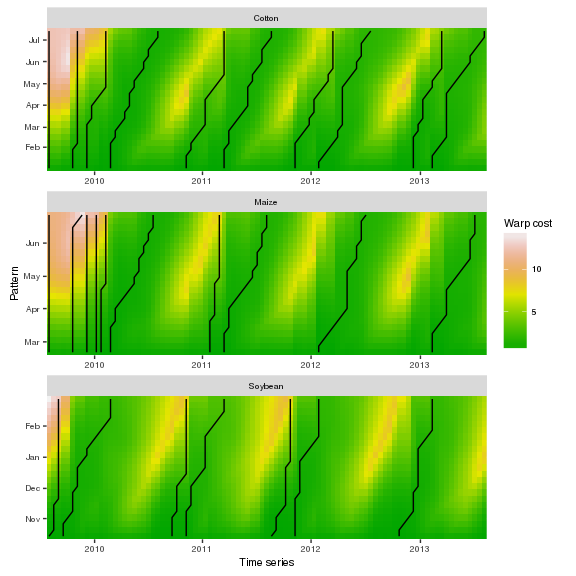 Cotton
Jul
Jun
May
Apr
Mar
Feb
2010 2011 2012 2013
Maize
Jun
May
Apr
Mar
2010 2011 2012 2013
Soybean
Feb
Jan
Dec
Nov
2010 2011 2012 2013
Time series
Pattern
Warp cost
10
5